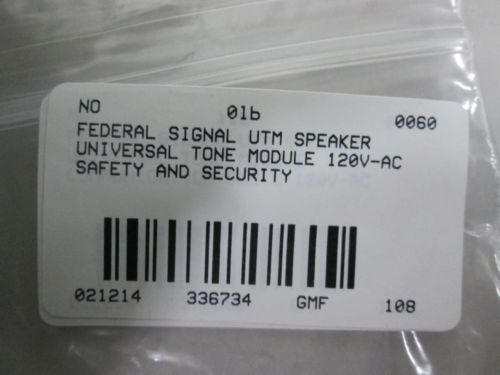 NO 01b 0060
FEDERAL SIGNAL UTM SPEAKER
UNIVERSAL TONE MODULE 120V-AC
SAFETY AND SECURITY
021214 336734 GMF 108